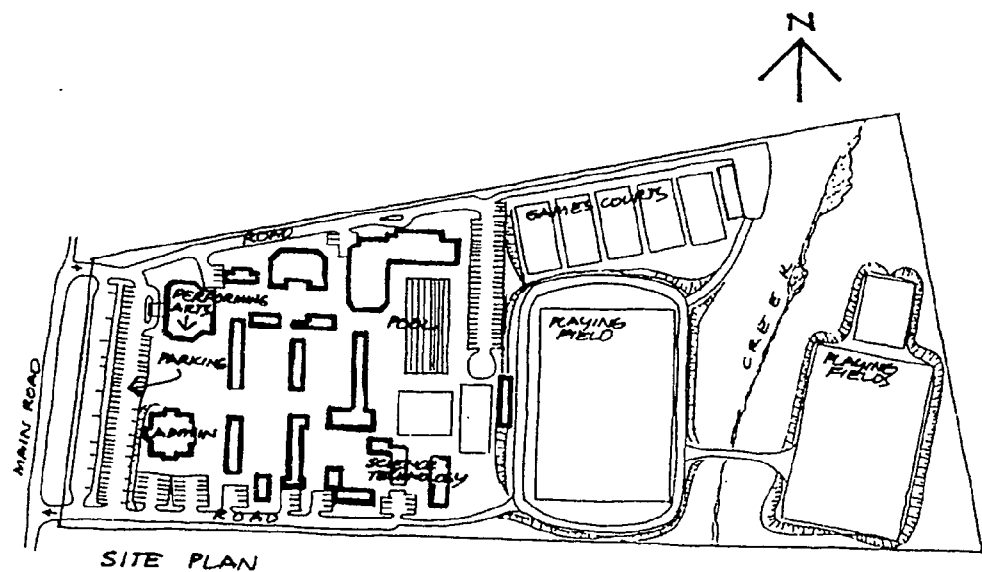 N
GAMES COURTS
ROAD
PERFORMING
ARTS
POOL
PLAYING
FIELD
CREEK
PARKING
PLAYING
FIELDS
MAIN ROAD
ADMIN
SCIENCE
TECHNOLOGY
ROAD
SITE PLAN